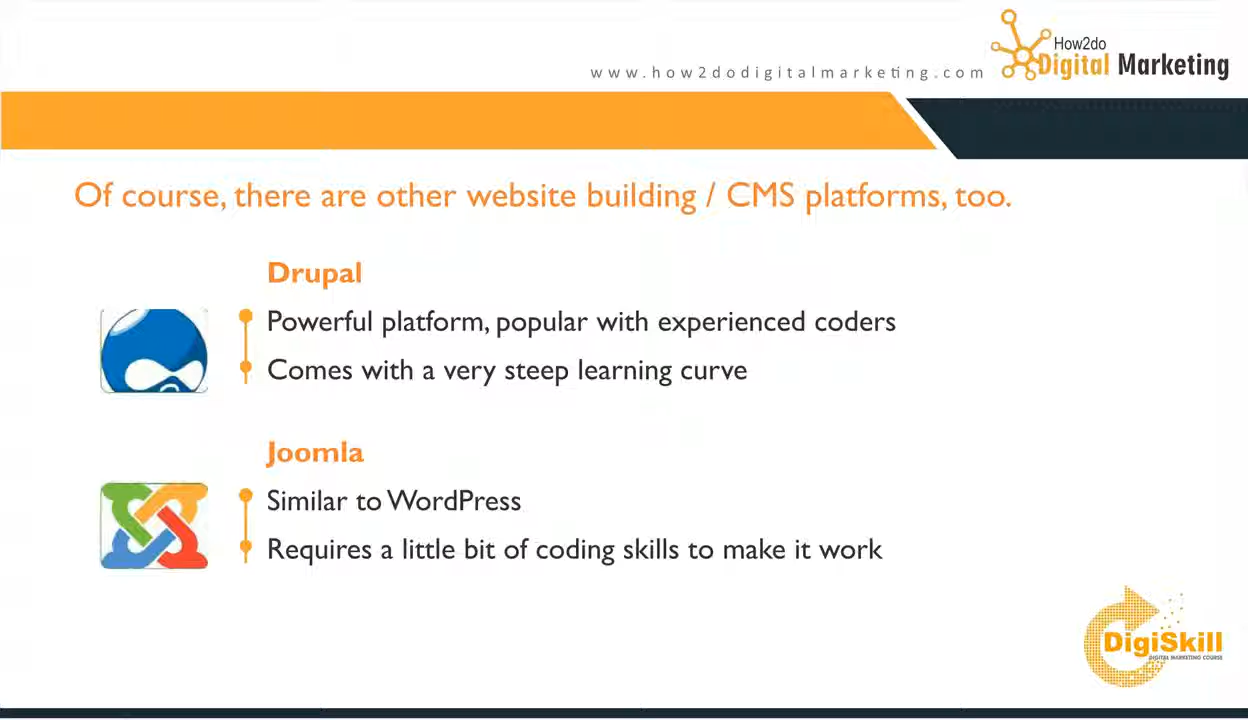 How2do
www.how2dodigitalmarketing.com
Digital Marketing
Of course, there are other website building / CMS platforms, too.
Drupal
Powerful platform, popular with experienced coders
Comes with a very steep learning curve
Joomla
Similar to WordPress
Requires a little bit of coding skills to make it work
DigiSkill
DIGITAL MARKETING COURSE